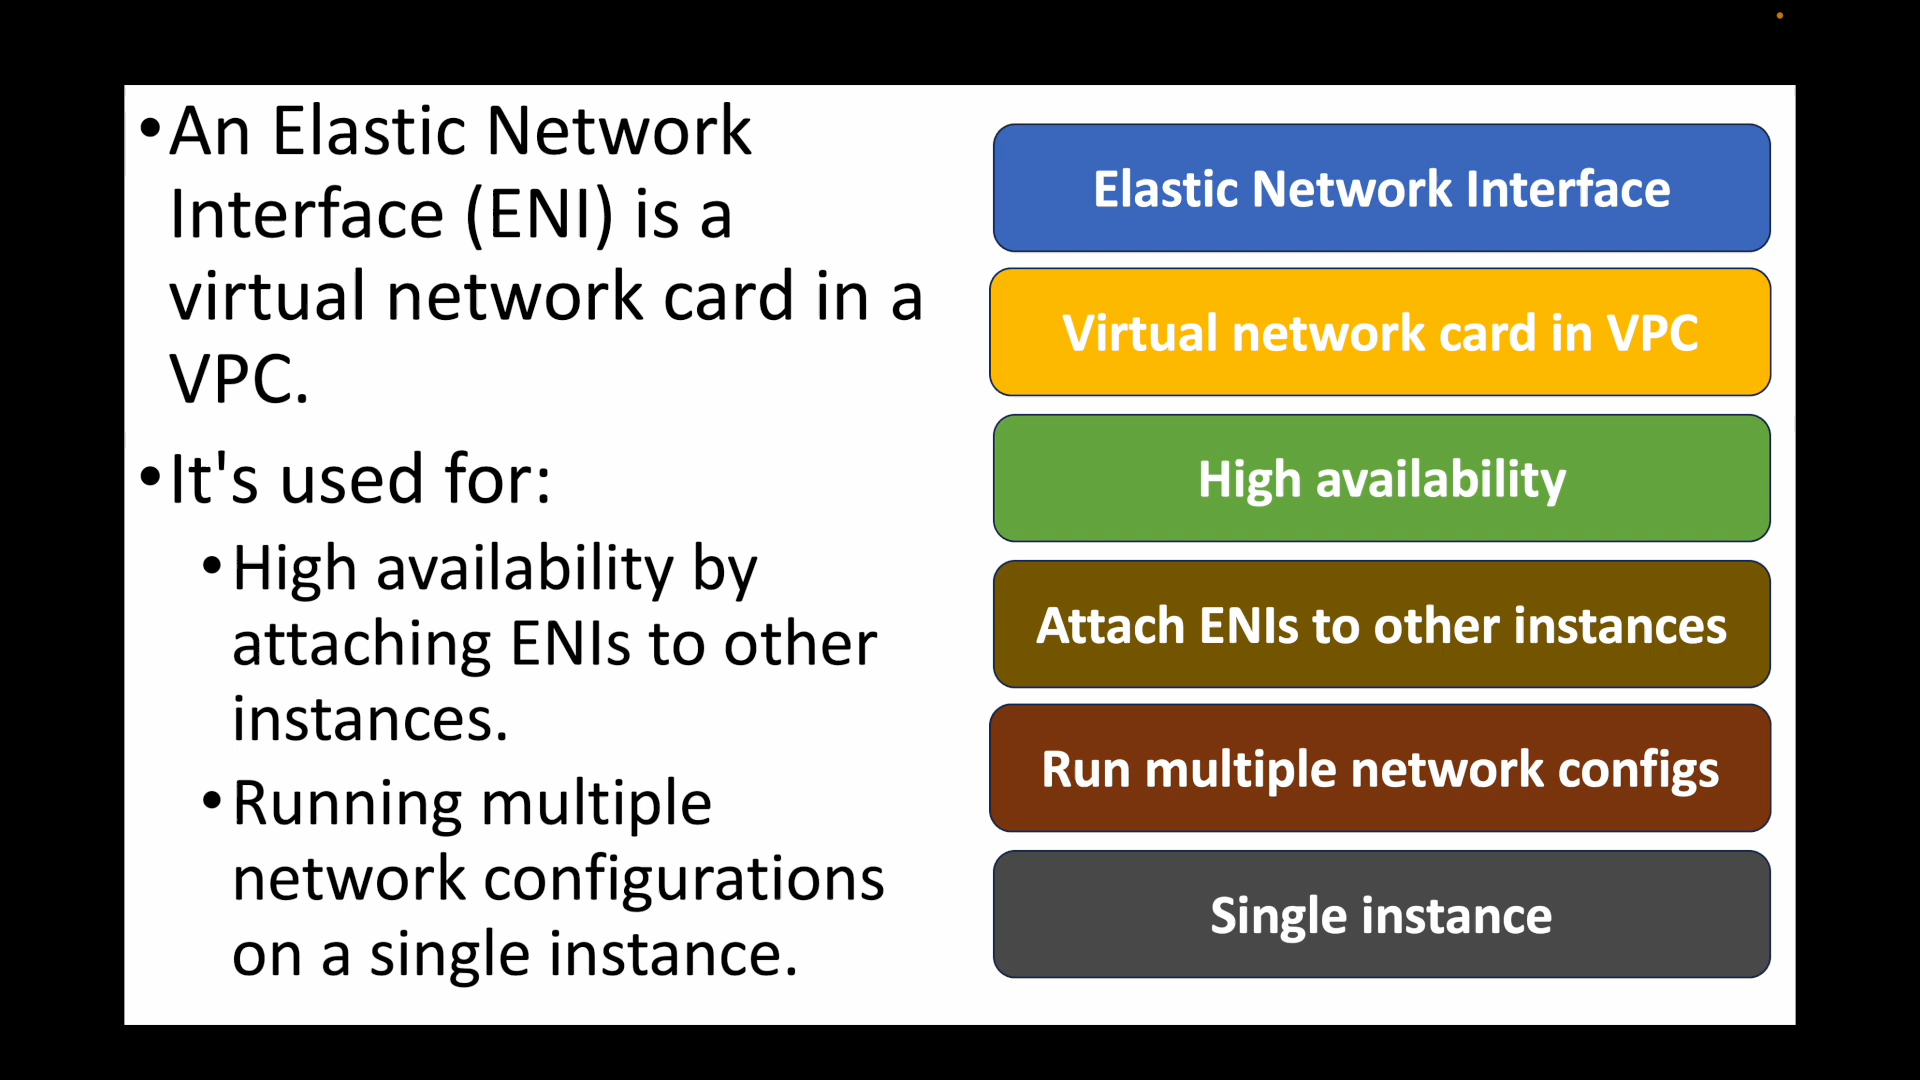 •An Elastic Network
Interface (ENI) is a
virtual network card in a
VPC.
•It's used for:
•High availability by
attaching ENIs to other
instances.
•Running multiple
network configurations
on a single instance.
Elastic Network Interface
Virtual network card in VPC
High availability
Attach ENIs to other instances
Run multiple network configs
Single instance